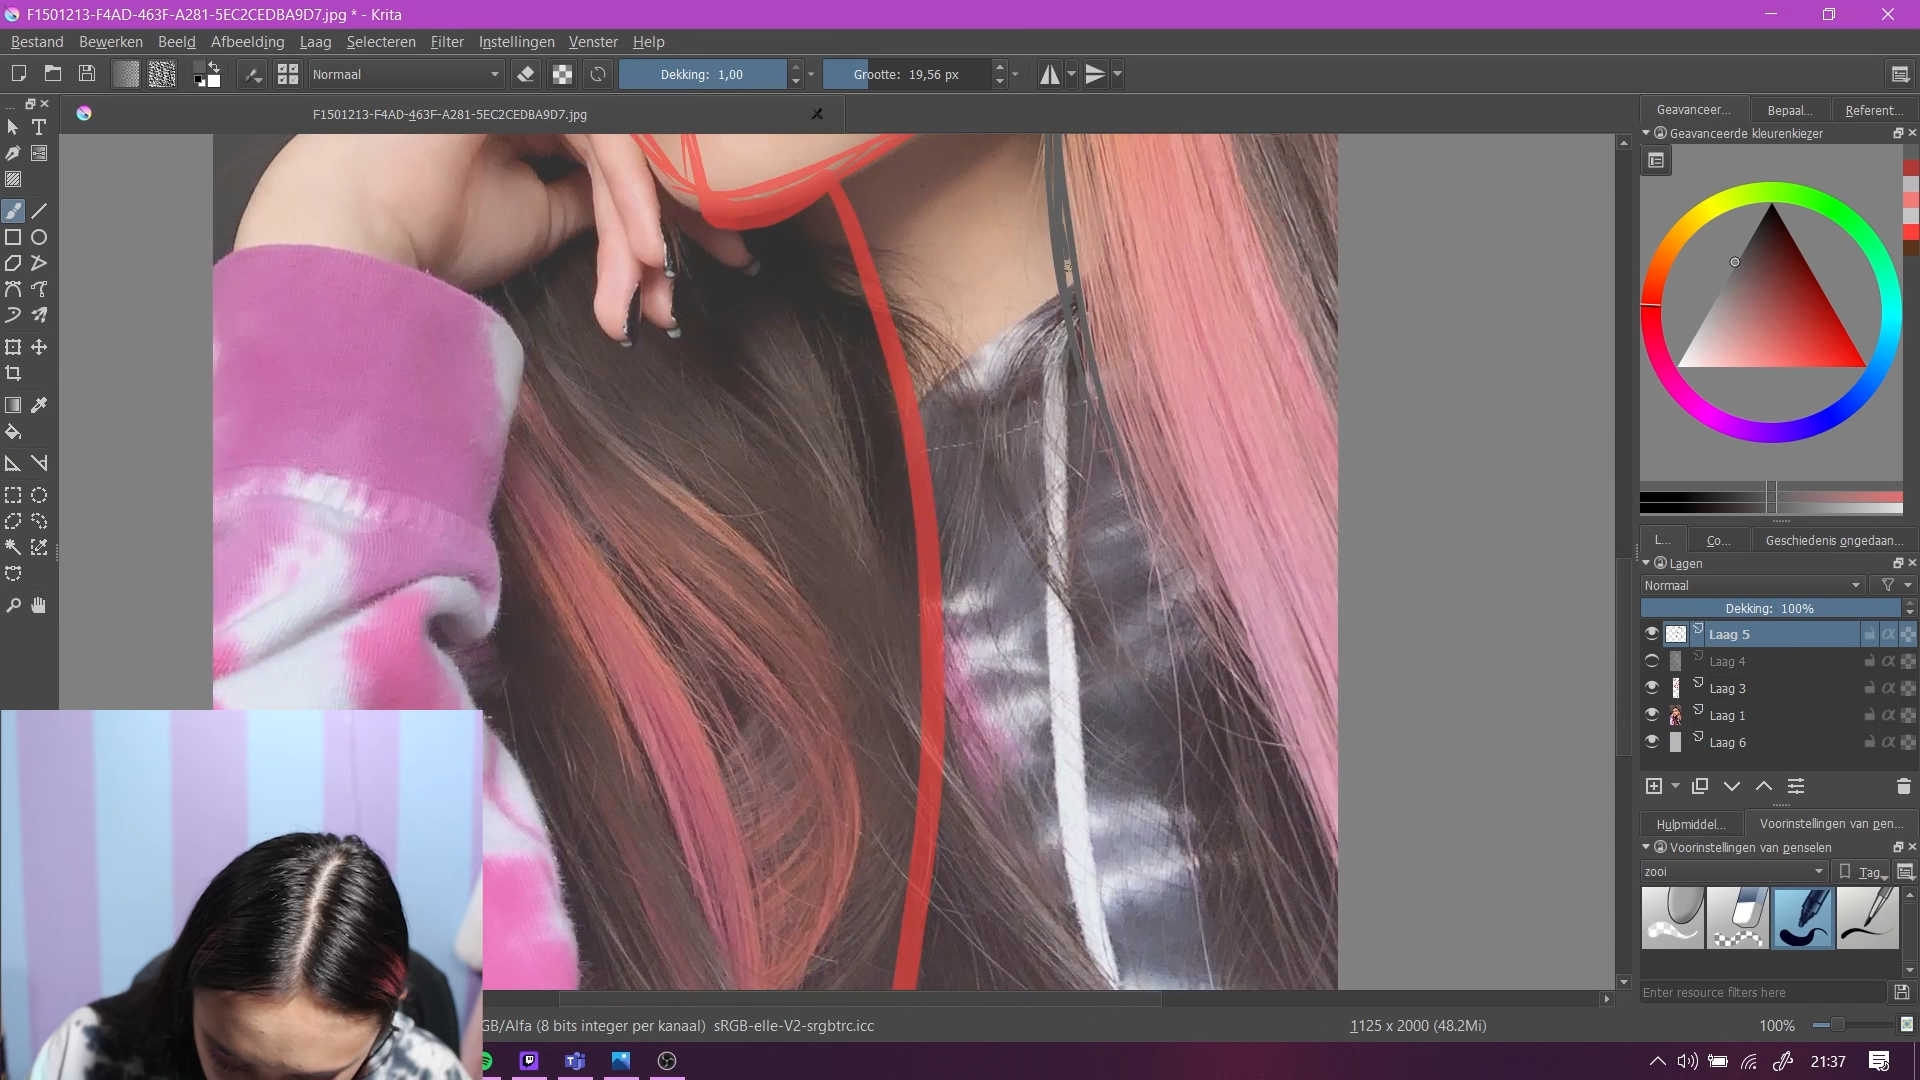 F1501213-F4AD-463F-A281-5EC2CEDBA9D7.jpg * - Krita
Bestand Bewerken Beeld Afbeelding Laag Selecteren Filter Instellingen Venster Help
Normaal
Dekking: 1,00
Grootte: 19,56 px
F1501213-F4AD-463F-A281-5EC2CEDBA9D7.jpg
... 
Geavanceer... Bepaal... Referent...
Geavanceerde kleurenkiezer
L... Co... Geschiedenis ongedaan...
Lagen
Normaal
Dekking: 100%
Laag 5
Laag 4
Laag 3
Laag 1
Laag 6
Hulpmiddel... Voorinstellingen van pen...
Voorinstellingen van penselen
zooi
Tag
Enter resource filters here
GB/Alfa (8 bits integer per kanaal) sRGB-elle-V2-srgbtrc.icc
1125 x 2000 (48.2Mi)
100%
21:37